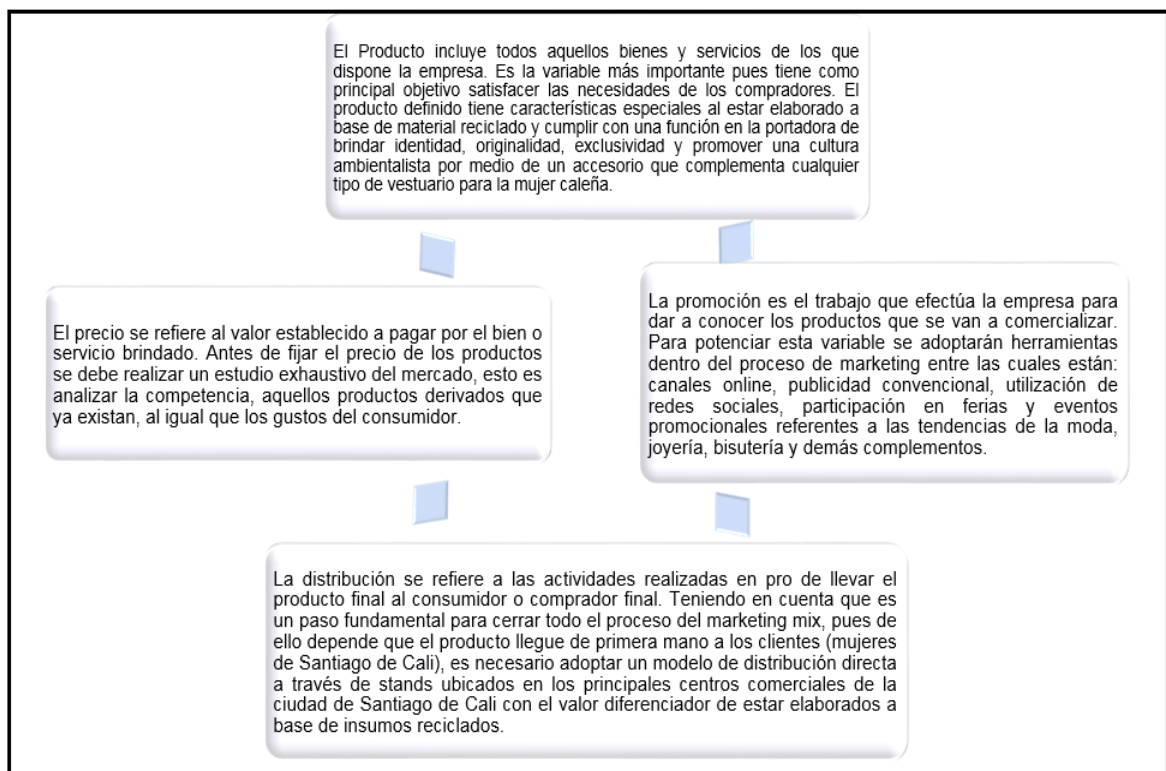 El Producto incluye todos aquellos bienes y servicios de los que
dispone la empresa. Es la variable más importante pues tiene como
principal objetivo satisfacer las necesidades de los compradores. El
producto definido tiene características especiales al estar elaborado a
base de material reciclado y cumplir con una función en la portadora de
brindar identidad, originalidad, exclusividad y promover una cultura
ambientalista por medio de un accesorio que complementa cualquier
tipo de vestuario para la mujer caleña.
El precio se refiere al valor establecido a pagar por el bien o
servicio brindado. Antes de fijar el precio de los productos
se debe realizar un estudio exhaustivo del mercado, esto es
analizar la competencia, aquellos productos derivados que
ya existan, al igual que los gustos del consumidor.
La promoción es el trabajo que efectúa la empresa para
dar a conocer los productos que se van a comercializar.
Para potenciar esta variable se adoptarán herramientas
dentro del proceso de marketing entre las cuales están:
canales online, publicidad convencional, utilización de
redes sociales, participación en ferias y eventos
promocionales referentes a las tendencias de la moda,
joyería, bisutería y demás complementos.
La distribución se refiere a las actividades realizadas en pro de llevar el
producto final al consumidor o comprador final. Teniendo en cuenta que es
un paso fundamental para cerrar todo el proceso del marketing mix, pues de
ello depende que el producto llegue de primera mano a los clientes (mujeres
de Santiago de Cali), es necesario adoptar un modelo de distribución directa
a través de stands ubicados en los principales centros comerciales de la
ciudad de Santiago de Cali con el valor diferenciador de estar elaborados a
base de insumos reciclados.